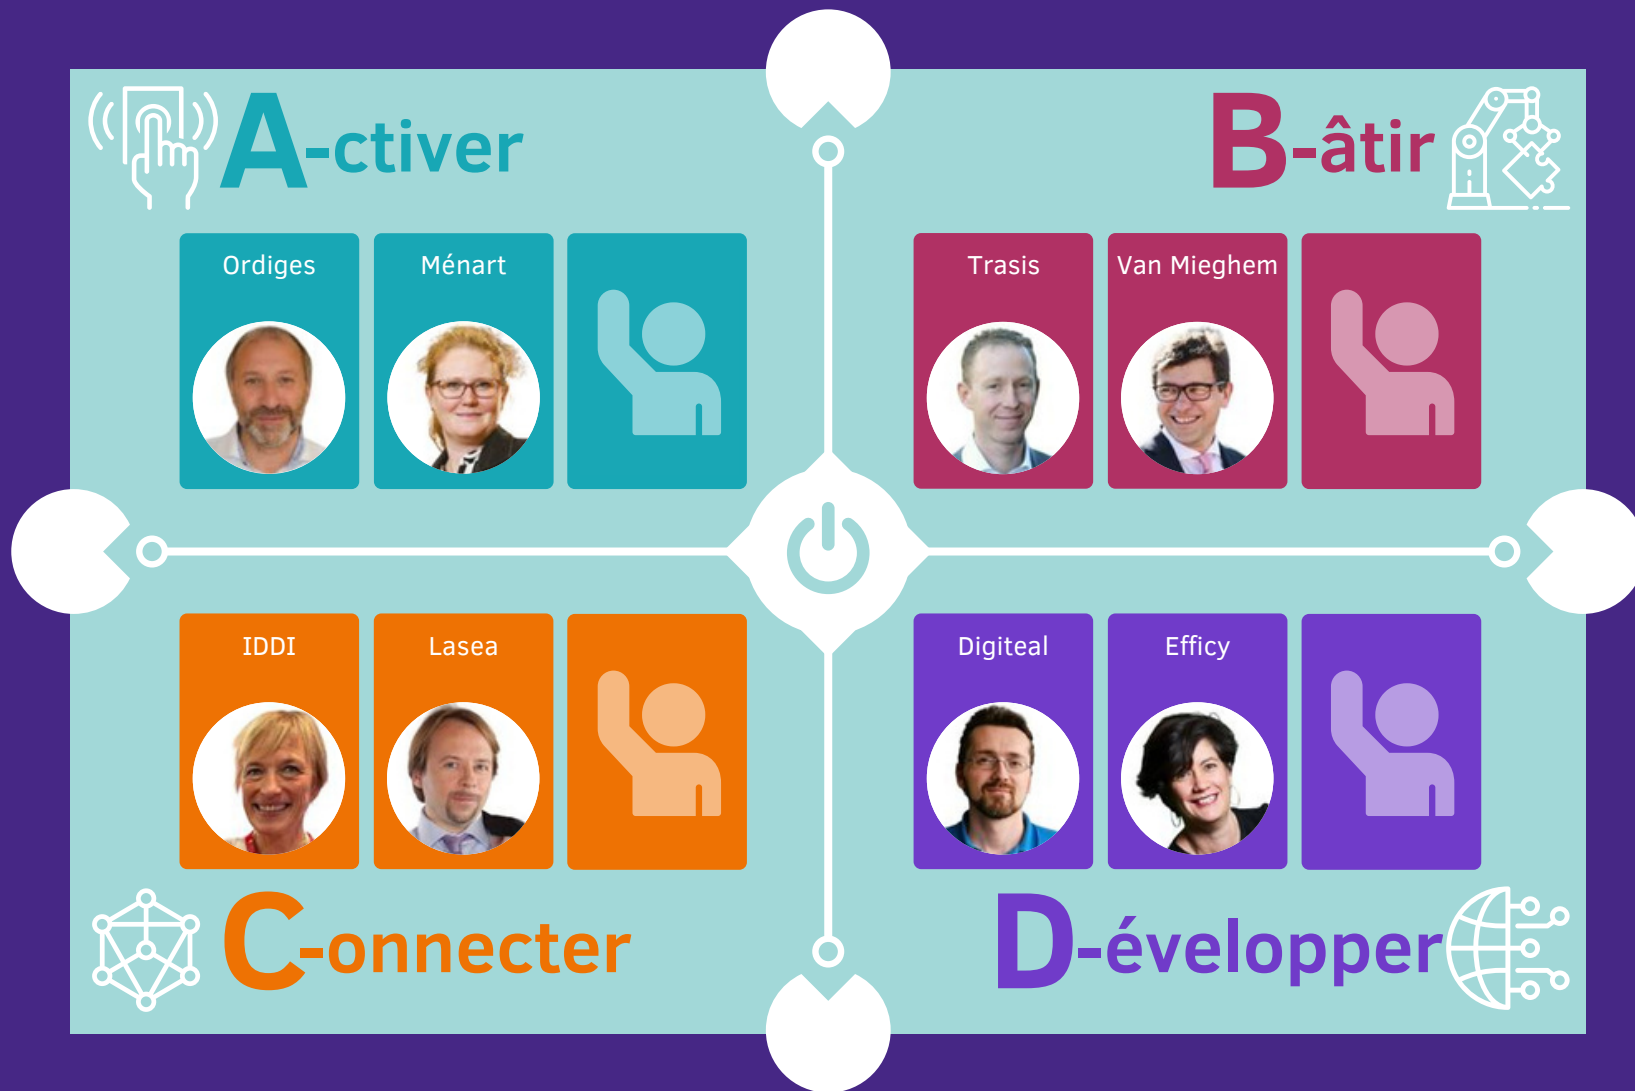 A-ctiver
B-âtir
Ordiges
Ménart
Trasis
Van Mieghem
IDDI
Lasea
Digiteal
Efficy
C-onnecter
D-évelopper